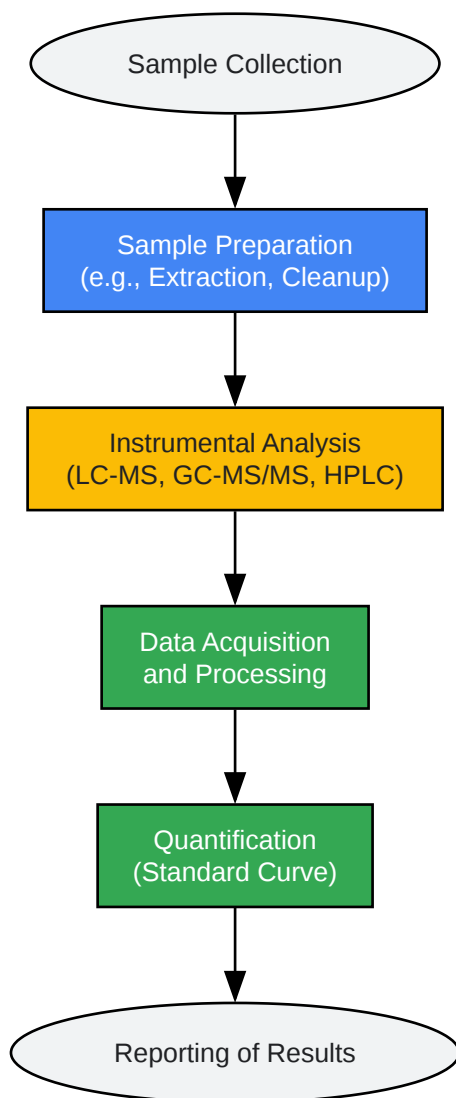 Sample Collection
Sample Preparation
(e.g., Extraction, Cleanup)
Instrumental Analysis
(LC-MS, GC-MS/MS, HPLC)
Data Acquisition
and Processing
Quantification
(Standard Curve)
Reporting of Results